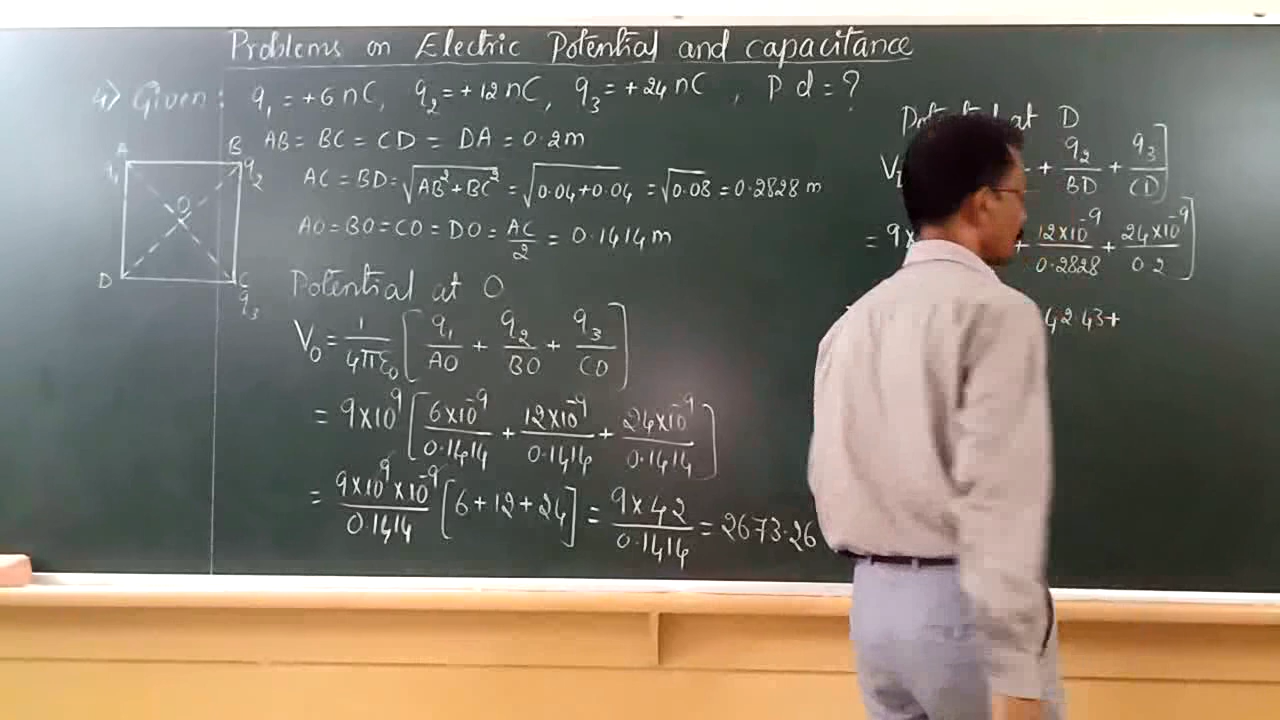 Problems on Electric Potential and capacitance
4) Given: q₁ = +6 nC, q₂ = +12 nC, q₃ = +24 nC, P d = ?
AB = BC = CD = DA = 0.2m
AC = BD = √(AB² + BC²) = √(0.04+0.04) = √0.08 = 0.2828 m
AO = BO = CO = DO = AC/2 = 0.1414 m
A B
q₁ q₂
O
D C
q₃
Potential at O
V₀ = 1/4πε₀ [q₁/AO + q₂/BO + q₃/CO]
= 9×10⁹ [6×10⁻⁹/0.1414 + 12×10⁻⁹/0.1414 + 24×10⁻⁹/0.1414]
= 9×10⁹×10⁻⁹/0.1414 [6+12+24] = 9×42/0.1414 = 2673.26
at D
+ q₂/BD + q₃/CD]
+ 12×10⁻⁹/0.2828 + 24×10⁻⁹/0.2]
42.43+